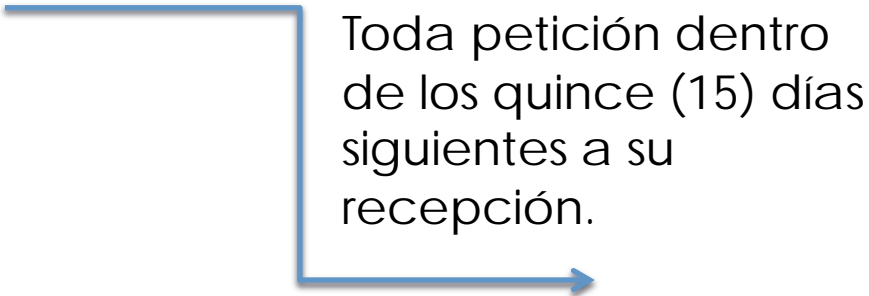 Toda petición dentro
de los quince (15) días
siguientes a su
recepción.